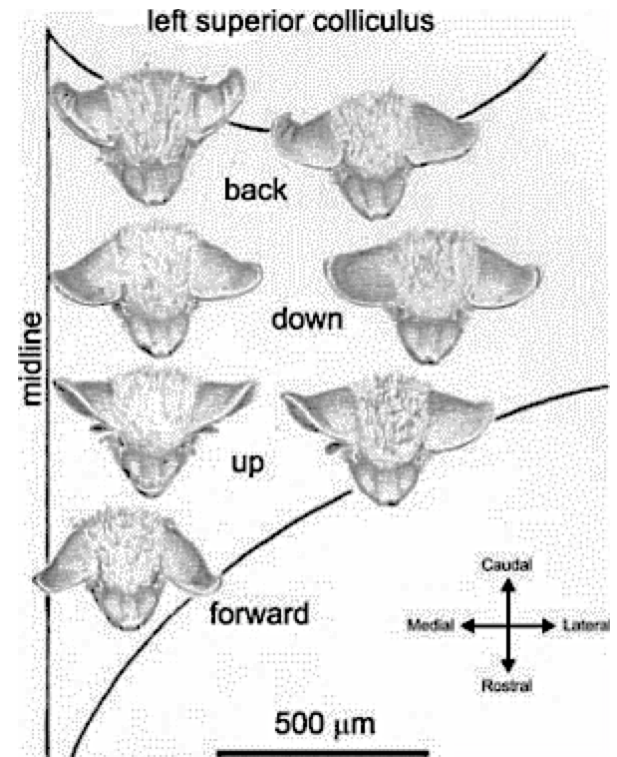 left superior colliculus
back
down
midline
up
forward
Caudal
Medial
Lateral
Rostral
500 µm